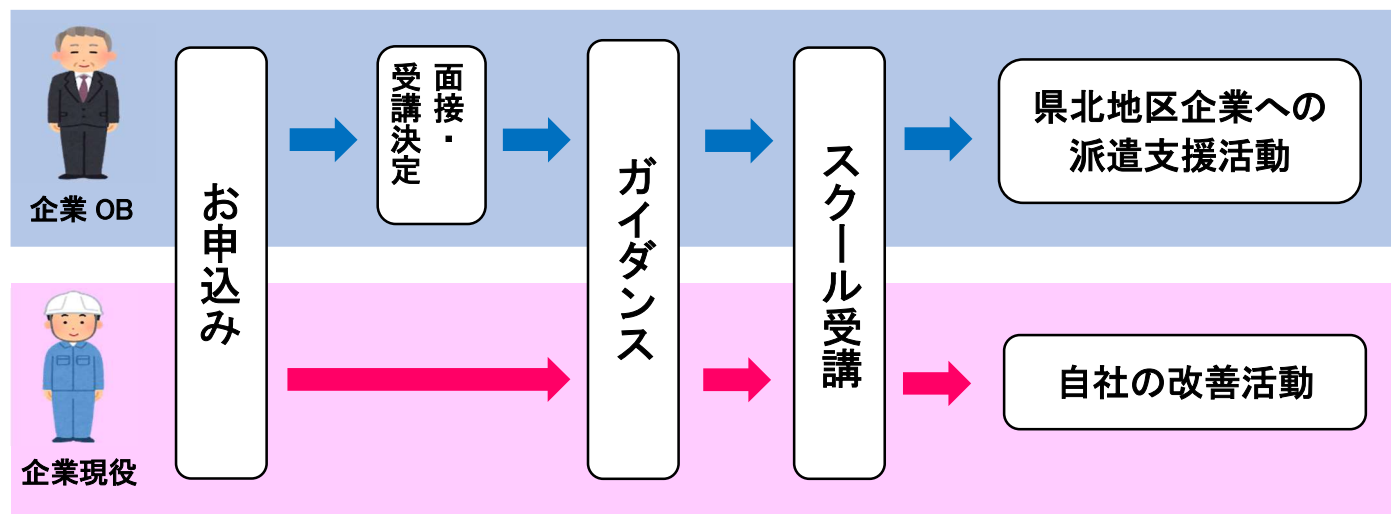 企業 OB
お申込み
面接・
受講決定
ガイダンス
スクール受講
県北地区企業への
派遣支援活動
企業現役
自社の改善活動